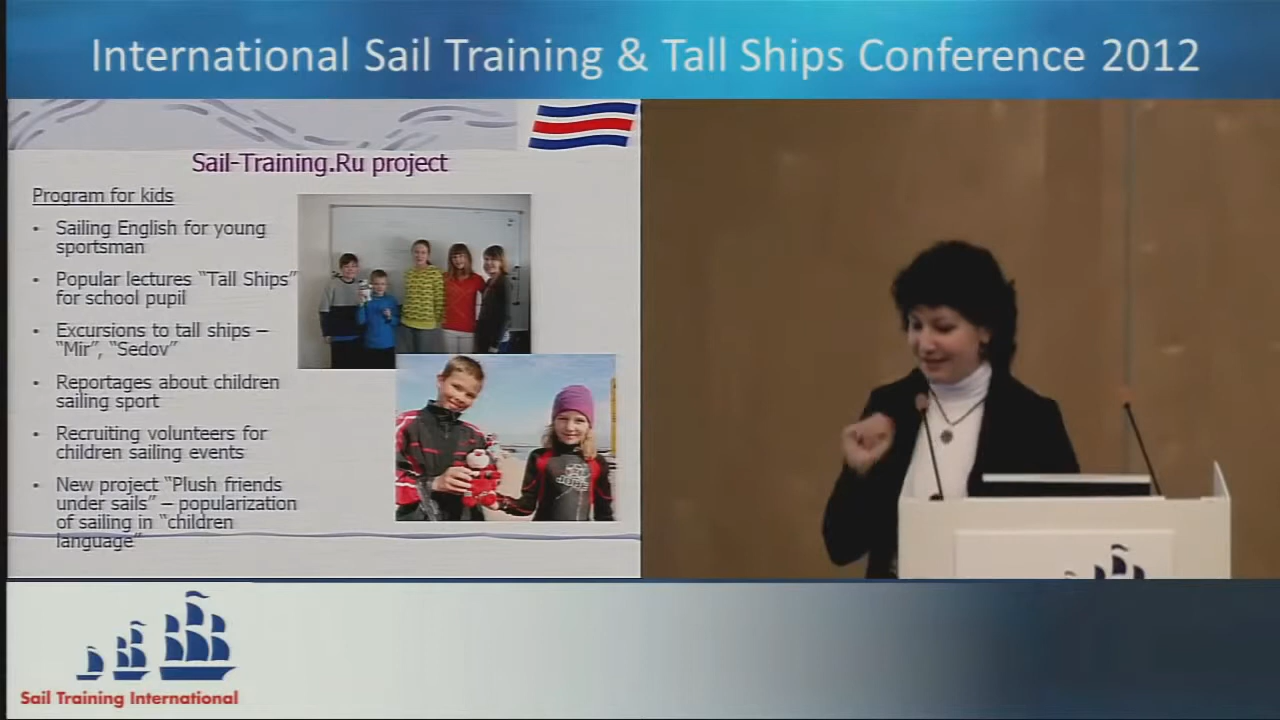 International Sail Training & Tall Ships Conference 2012
Sail-Training.Ru project
Program for kids
• Sailing English for young
sportsman
• Popular lectures “Tall Ships”
for school pupil
• Excursions to tall ships –
“Mir”, “Sedov”
• Reportages about children
sailing sport
• Recruiting volunteers for
children sailing events
• New project “Plush friends
under sails” – popularization
of sailing in “children
language”
Sail Training International